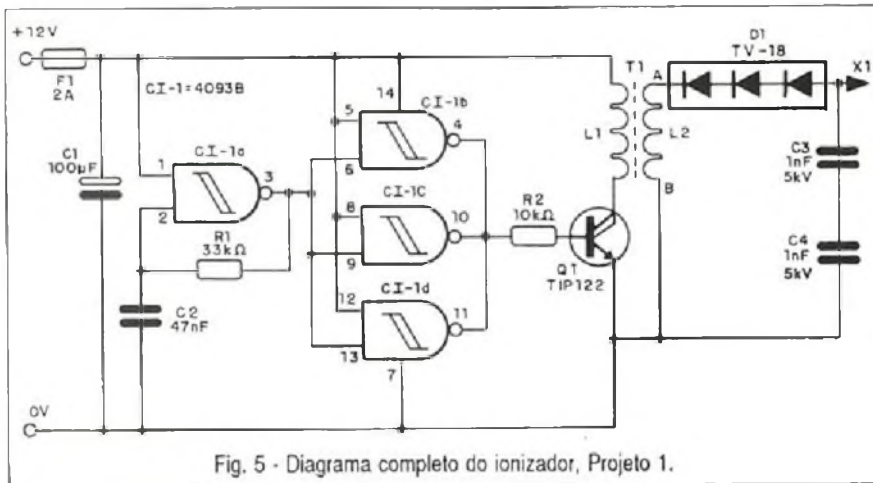 +12V
F1
2A
CI-1=4093B
C1
100µF
CI-1a
1
2
3
R1
33kΩ
C2
47nF
0V
14
CI-1b
5
6
4
CI-1C
8
9
10
CI-1d
12
13
11
7
R2
10kΩ
Q1
TIP122
T1
L1
L2
A
B
D1
TV-18
X1
C3
1nF
5kV
C4
1nF
5kV
Fig. 5 - Diagrama completo do ionizador, Projeto 1.